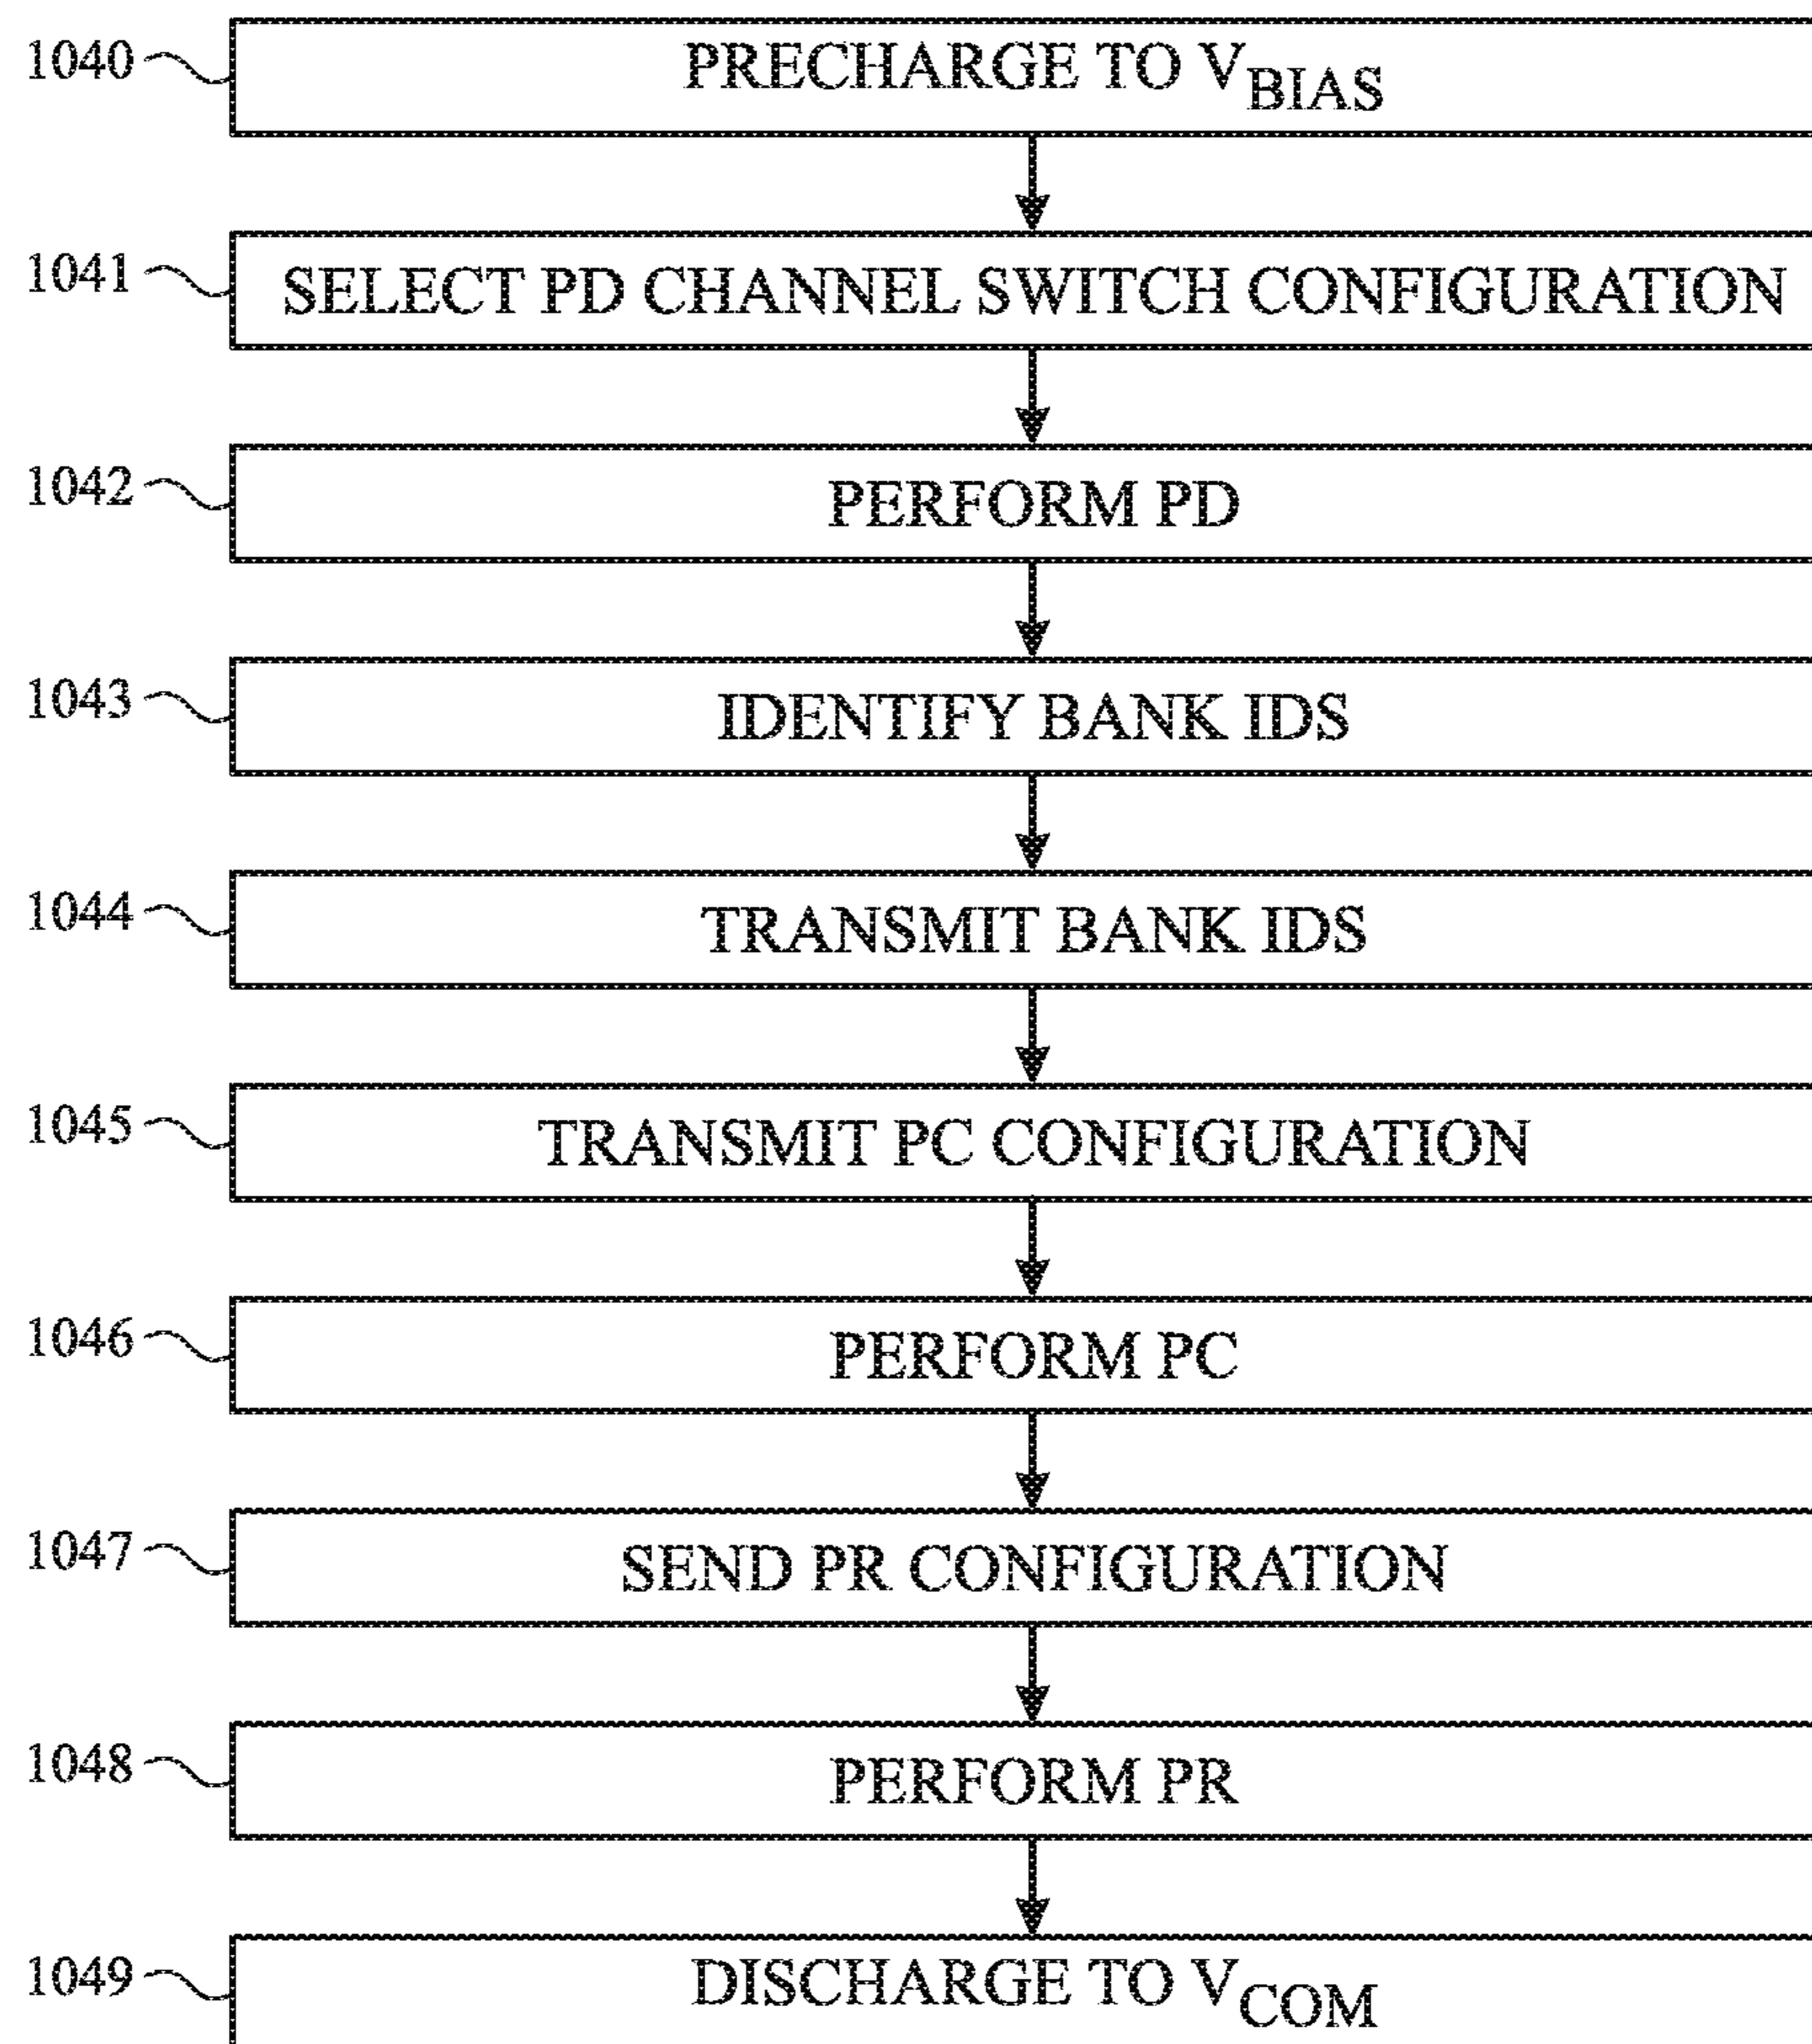 1040 PRECHARGE TO VBIAS
1041 SELECT PD CHANNEL SWITCH CONFIGURATION
1042 PERFORM PD
1043 IDENTIFY BANK IDS
1044 TRANSMIT BANK IDS
1045 TRANSMIT PC CONFIGURATION
1046 PERFORM PC
1047 SEND PR CONFIGURATION
1048 PERFORM PR
1049 DISCHARGE TO VCOM